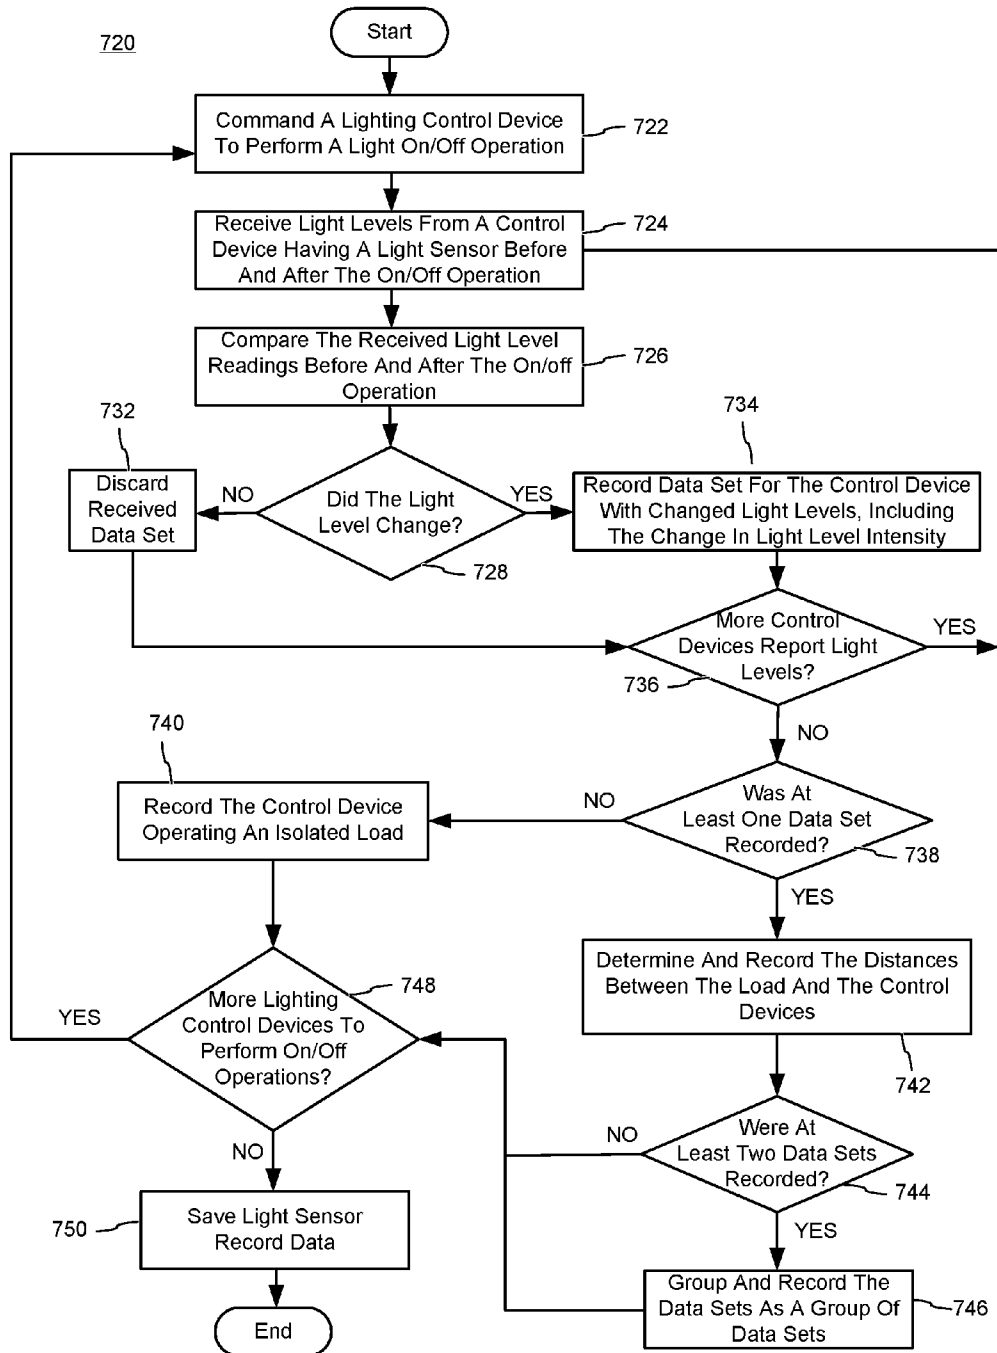 720
Start
Command A Lighting Control Device
To Perform A Light On/Off Operation
722
Receive Light Levels From A Control
Device Having A Light Sensor Before
And After The On/Off Operation
724
Compare The Received Light Level
Readings Before And After The On/off
Operation
726
732
Discard
Received
Data Set
NO
Did The Light
Level Change?
728
YES
734
Record Data Set For The Control Device
With Changed Light Levels, Including
The Change In Light Level Intensity
More Control
Devices Report Light
Levels?
736
YES
NO
740
Record The Control Device
Operating An Isolated Load
NO
Was At
Least One Data Set
Recorded?
738
YES
Determine And Record The Distances
Between The Load And The Control
Devices
742
YES
More Lighting
Control Devices To
Perform On/Off
Operations?
748
NO
NO
Were At
Least Two Data Sets
Recorded?
744
YES
750
Save Light Sensor
Record Data
Group And Record The
Data Sets As A Group Of
Data Sets
746
End